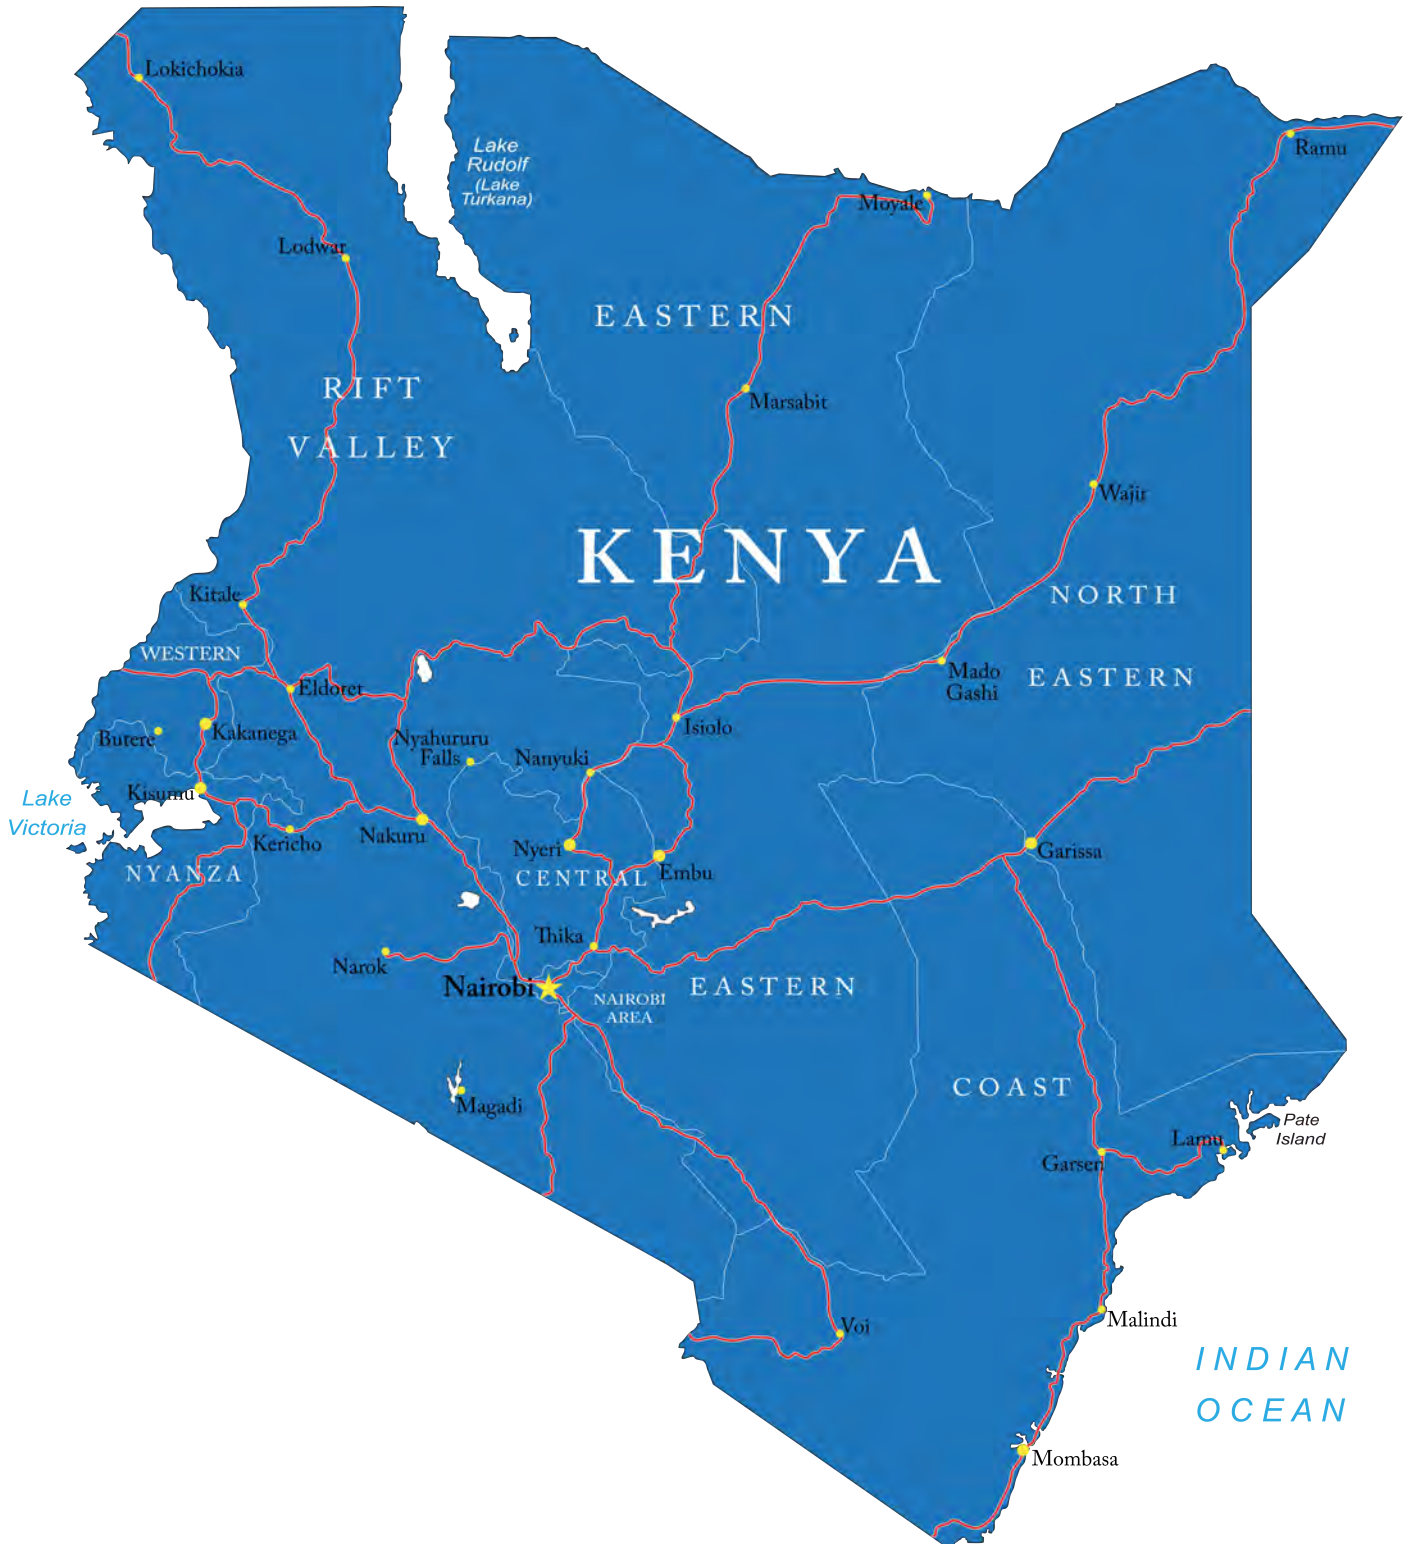 Lokichokia
Ramu
Lake
Rudolf
(Lake
Turkana)
Moyale
Lodwar
EASTERN
RIFT
VALLEY
Marsabit
Wajir
KENYA
Kitale
NORTH
EASTERN
WESTERN
Mado
Gashi
Eldoret
Isiolo
Kakanega
Butere
Nyahururu
Falls
Nanyuki
Kisumu
Lake
Victoria
Kericho
Nakuru
Nyeri
Garissa
NYANZA
CENTRAL
Embu
Thika
Narok
Nairobi
NAIROBI
AREA
EASTERN
COAST
Magadi
Pate
Island
Lamu
Garsen
Malindi
Voi
INDIAN
OCEAN
Mombasa